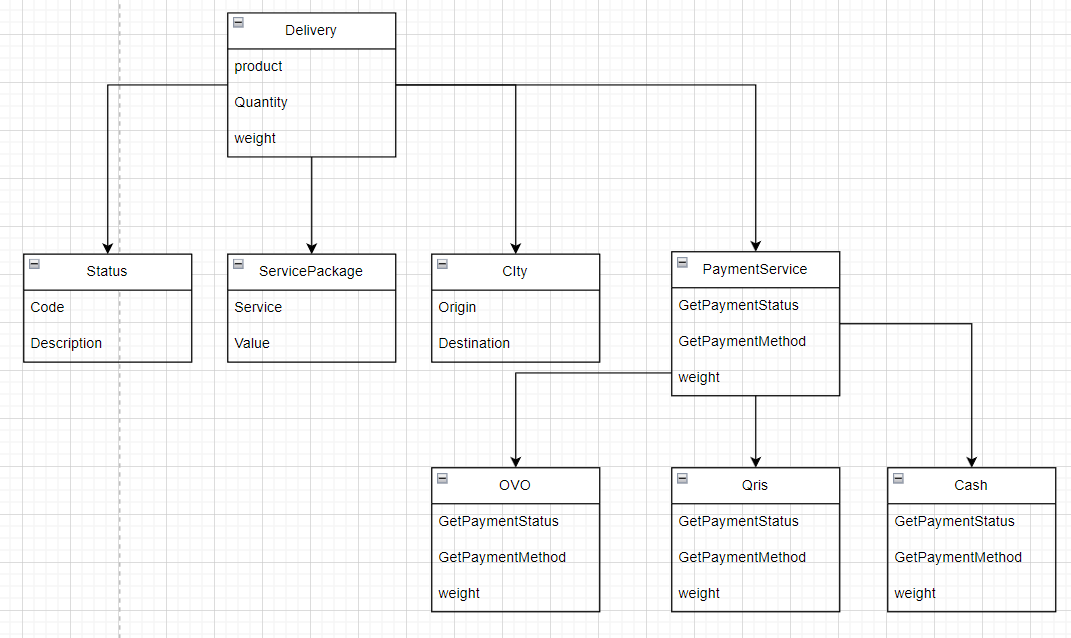 Delivery
product
Quantity
weight
Status
Code
Description
ServicePackage
Service
Value
CIty
Origin
Destination
PaymentService
GetPaymentStatus
GetPaymentMethod
weight
OVO
GetPaymentStatus
GetPaymentMethod
weight
Qris
GetPaymentStatus
GetPaymentMethod
weight
Cash
GetPaymentStatus
GetPaymentMethod
weight